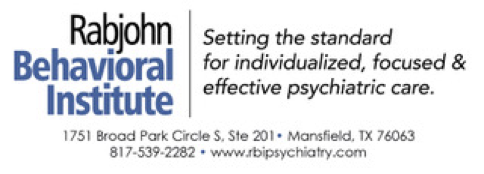 Rabjohn
Behavioral
Institute
Setting the standard
for individualized, focused &
effective psychiatric care.
1751 Broad Park Circle S, Ste 201• Mansfield, TX 76063
817-539-2282 • www.rbipsychiatry.com